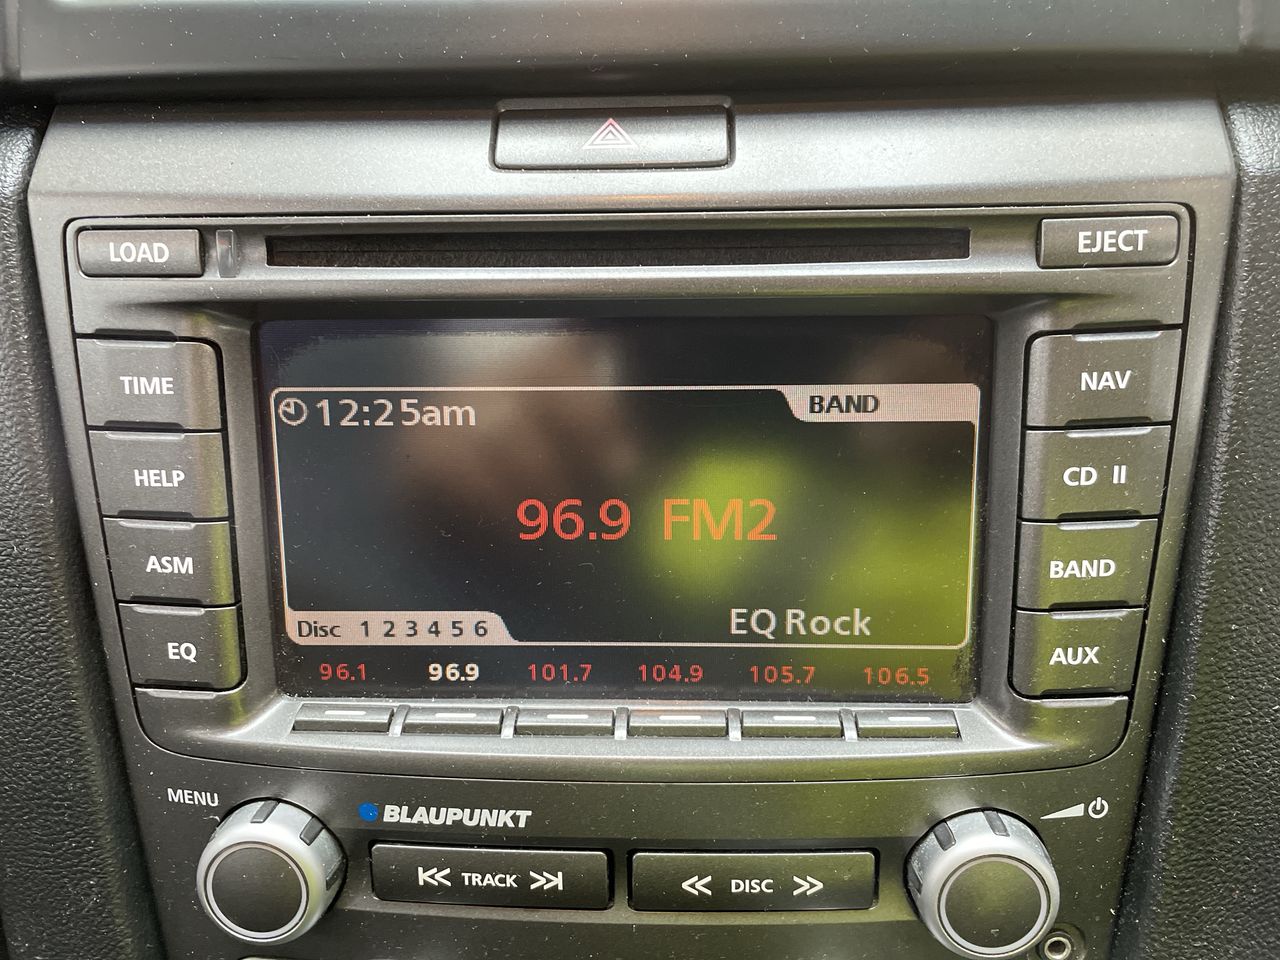 LOAD
EJECT
TIME
HELP
ASM
EQ
12:25am
BAND
96.9 FM2
EQ Rock
Disc 1 2 3 4 5 6
96.1 96.9 101.7 104.9 105.7 106.5
NAV
CD II
BAND
AUX
MENU
BLAUPUNKT
TRACK
DISC